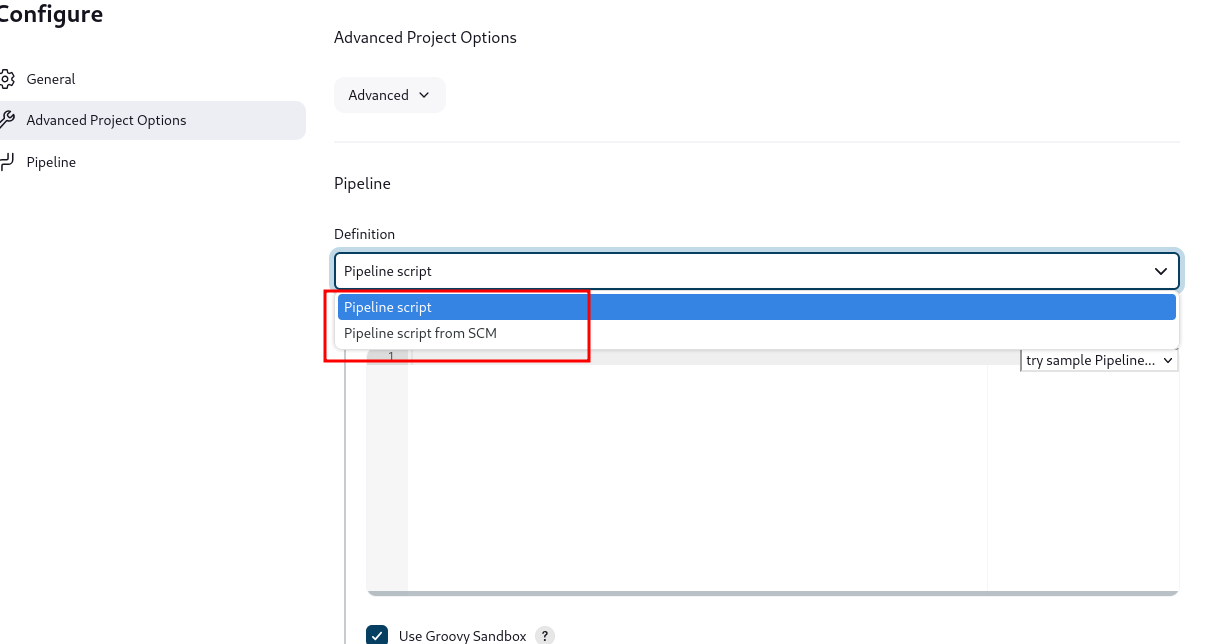 Configure
General
Advanced Project Options
Pipeline
Advanced Project Options
Advanced
Pipeline
Definition
Pipeline script
Pipeline script
Pipeline script from SCM
1
try sample Pipeline...
Use Groovy Sandbox ?